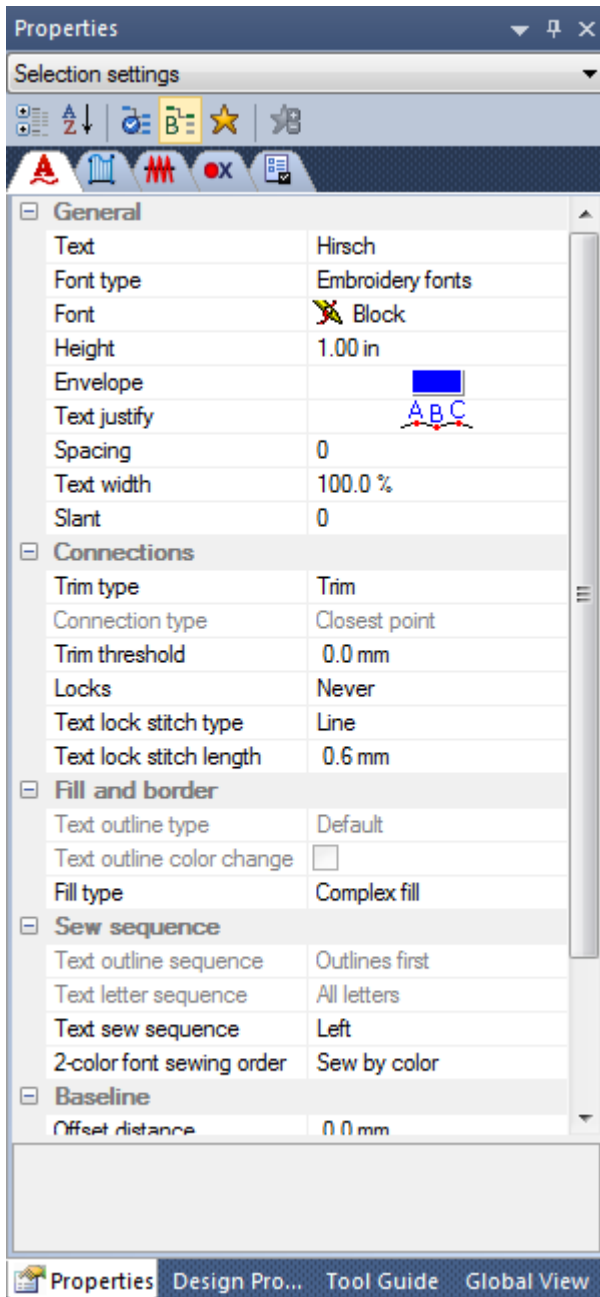 Properties
Selection settings
General
Text Hirsch
Font type Embroidery fonts
Font Block
Height 1.00 in
Envelope
Text justify ABC
Spacing 0
Text width 100.0 %
Slant 0
Connections
Trim type Trim
Connection type Closest point
Trim threshold 0.0 mm
Locks Never
Text lock stitch type Line
Text lock stitch length 0.6 mm
Fill and border
Text outline type Default
Text outline color change
Fill type Complex fill
Sew sequence
Text outline sequence Outlines first
Text letter sequence All letters
Text sew sequence Left
2-color font sewing order Sew by color
Baseline
Offset distance 0.0 mm
Properties Design Pro... Tool Guide Global View